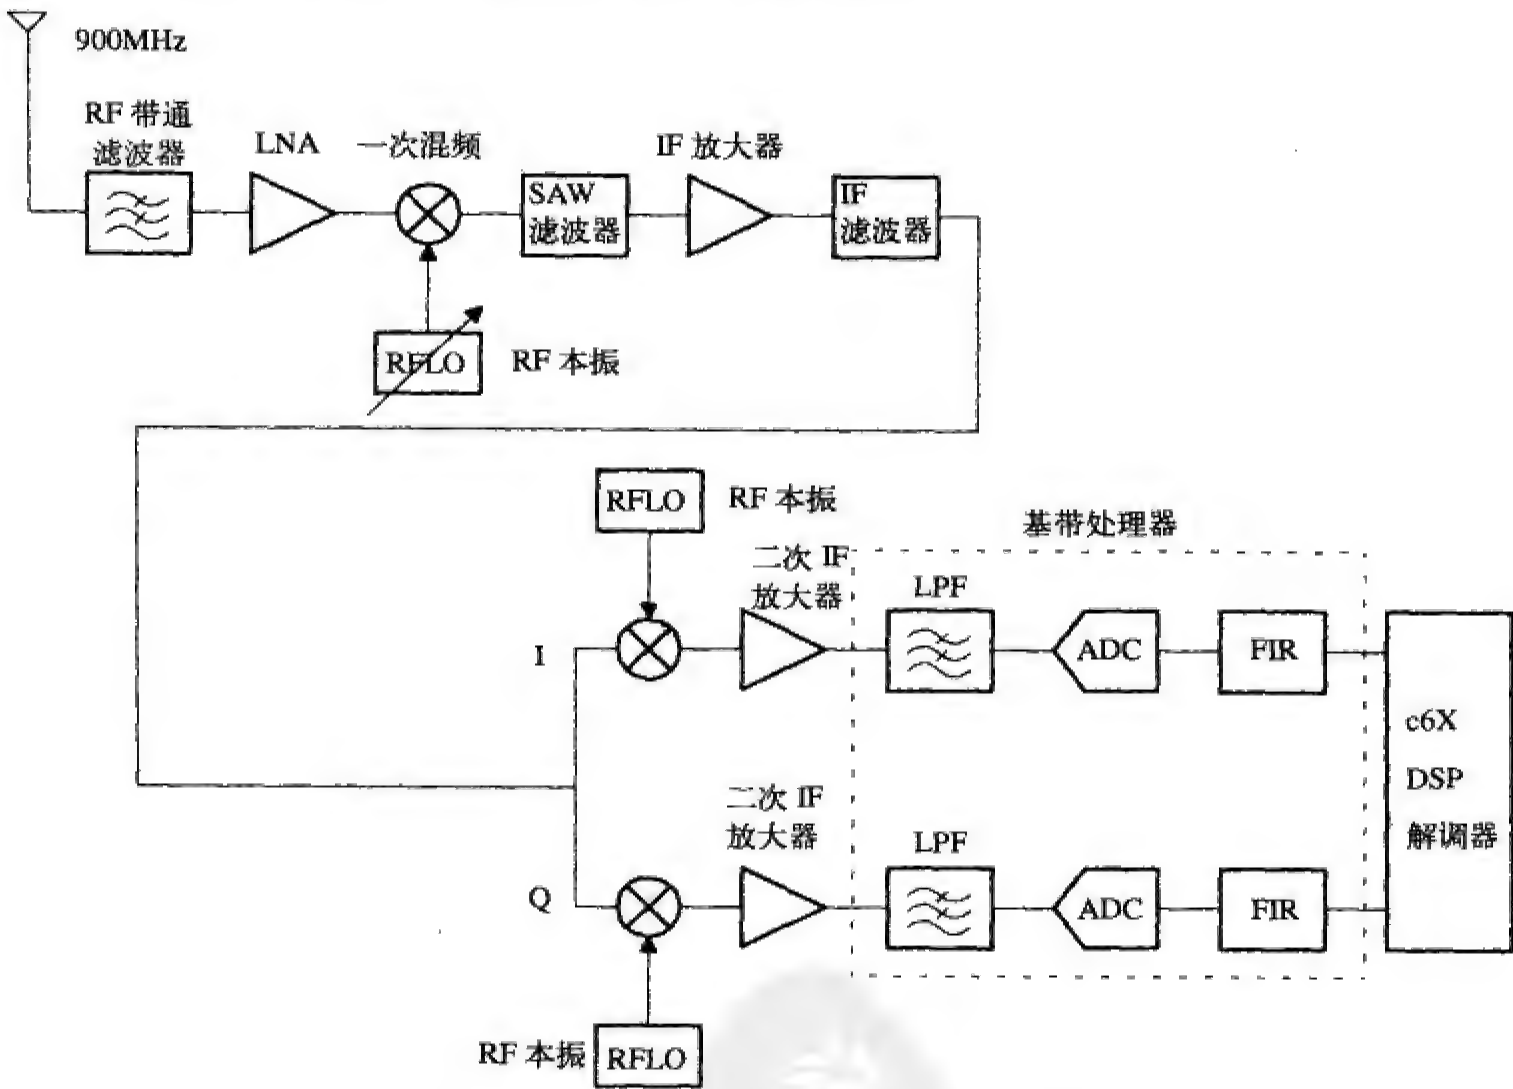 900MHz
RF 带通
滤波器
LNA
一次混频
SAW
滤波器
IF 放大器
IF
滤波器
RFLO
RF 本振
RFLO
RF 本振
基带处理器
二次 IF
放大器
LPF
I
ADC
FIR
c6X
DSP
解调器
二次 IF
放大器
LPF
Q
ADC
FIR
RF 本振
RFLO